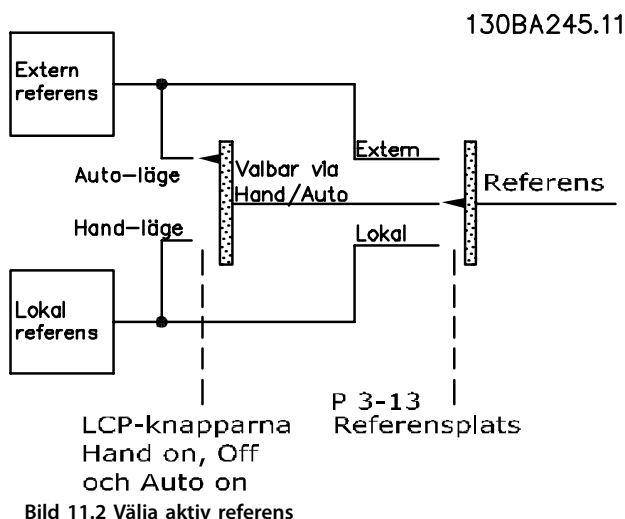 130BA245.11
Extern
referens
Extern
Auto-läge
Valbar via
Hand/Auto
Referens
Hand-läge
Lokal
Lokal
referens
P 3-13
Referensplats
LCP-knapparna
Hand on, Off
och Auto on
Bild 11.2 Välja aktiv referens